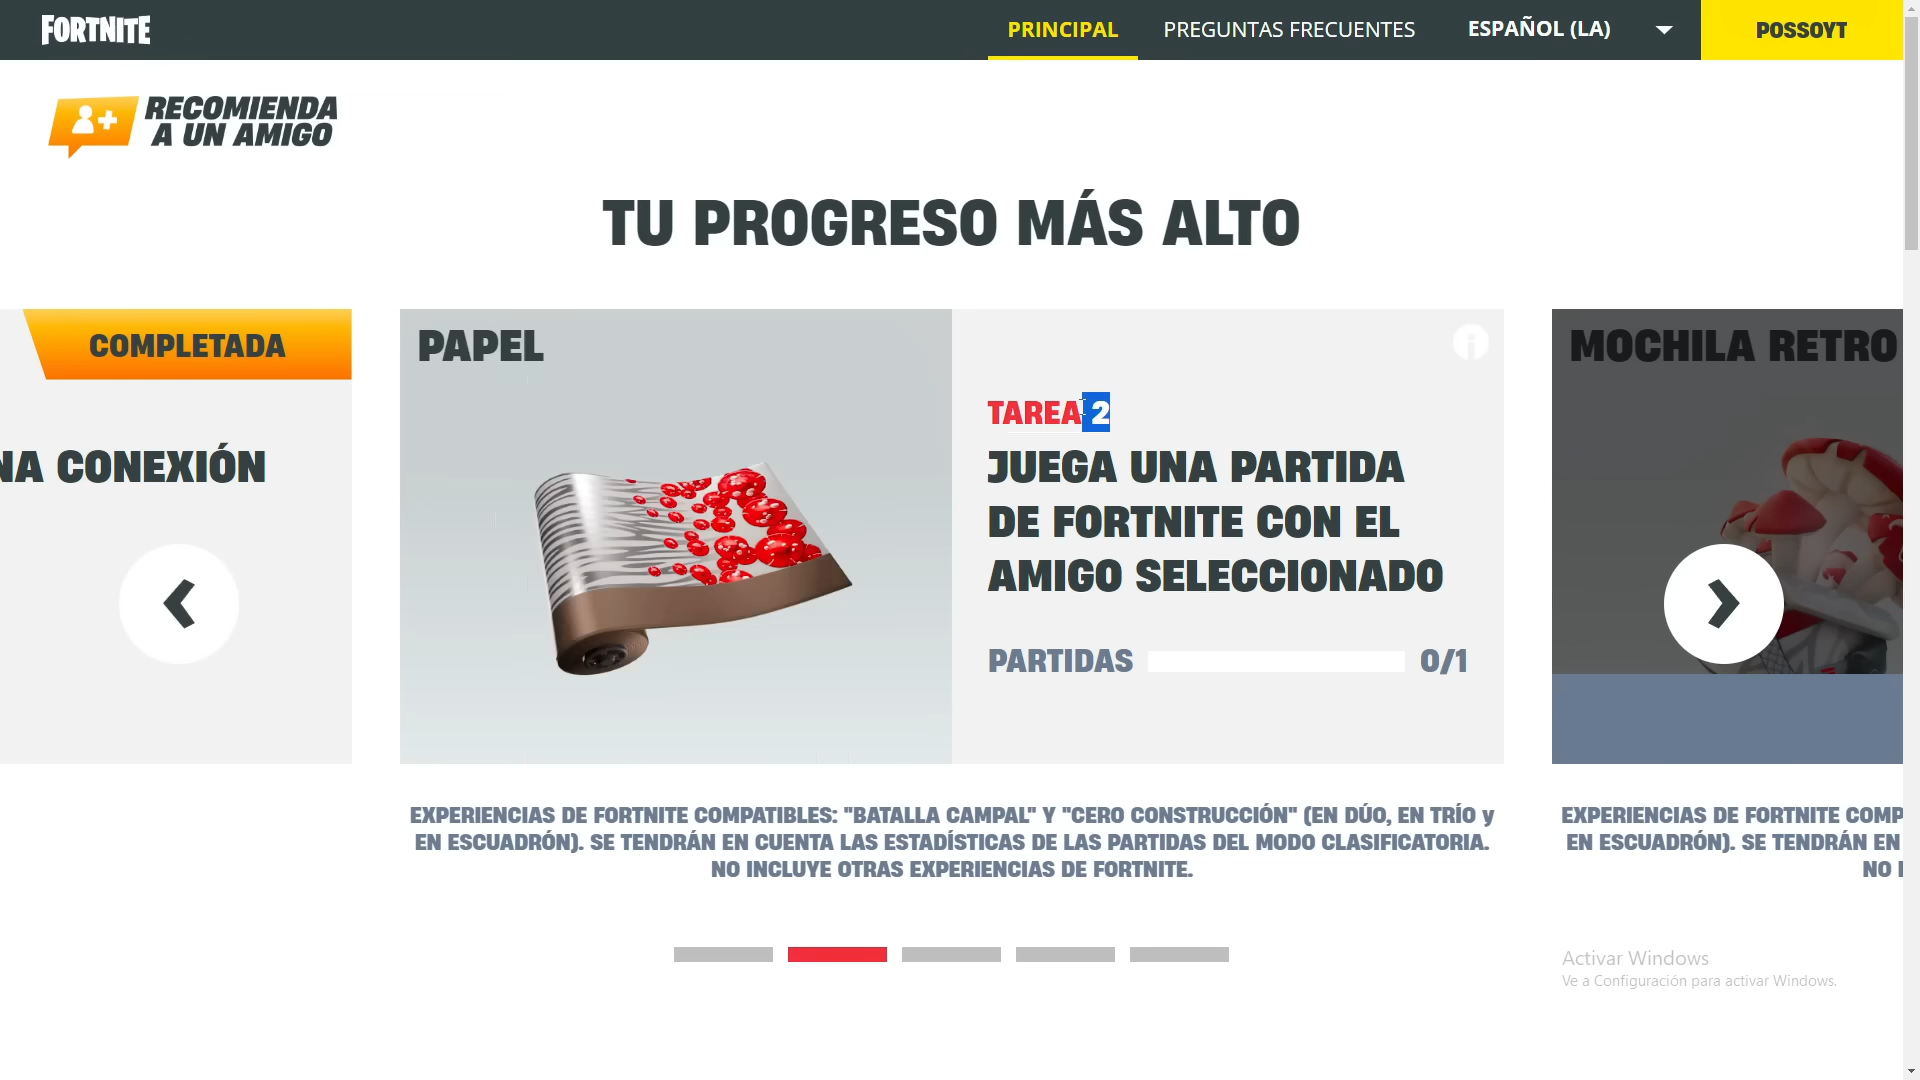 FORTNITE
PRINCIPAL
PREGUNTAS FRECUENTES
ESPAÑOL (LA)
POSSOYT
RECOMIENDA
A UN AMIGO
TU PROGRESO MÁS ALTO
COMPLETADA
NA CONEXIÓN
PAPEL
TAREA 2
JUEGA UNA PARTIDA
DE FORTNITE CON EL
AMIGO SELECCIONADO
PARTIDAS 0/1
MOCHILA RETRO
EXPERIENCIAS DE FORTNITE COMPATIBLES: "BATALLA CAMPAL" Y "CERO CONSTRUCCIÓN" (EN DÚO, EN TRÍO y
EN ESCUADRÓN). SE TENDRÁN EN CUENTA LAS ESTADÍSTICAS DE LAS PARTIDAS DEL MODO CLASIFICATORIA.
NO INCLUYE OTRAS EXPERIENCIAS DE FORTNITE.
EXPERIENCIAS DE FORTNITE COMP
EN ESCUADRÓN). SE TENDRÁN EN
NO I
Activar Windows
Ve a Configuración para activar Windows.